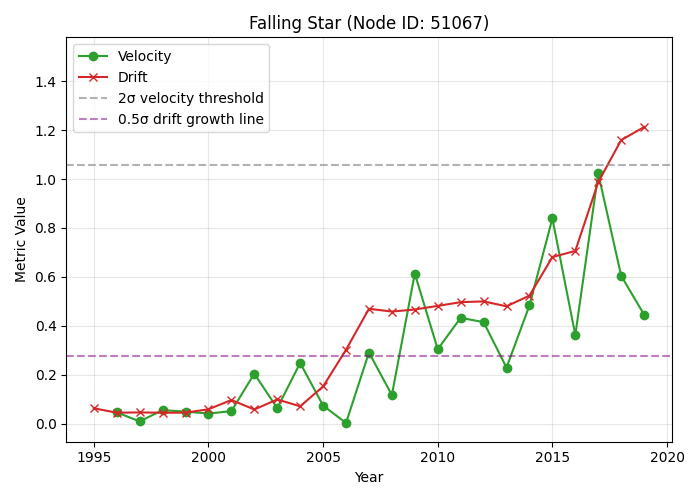 Falling Star (Node ID: 51067)
Velocity
Drift
2σ velocity threshold
0.5σ drift growth line
Metric Value
1.4
1.2
1.0
0.8
0.6
0.4
0.2
0.0
1995 2000 2005 2010 2015 2020
Year